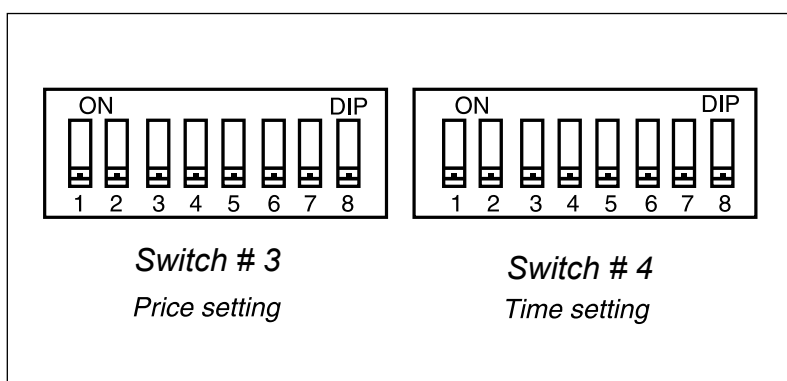 ON DIP
1 2 3 4 5 6 7 8
Switch # 3
Price setting
ON DIP
1 2 3 4 5 6 7 8
Switch # 4
Time setting